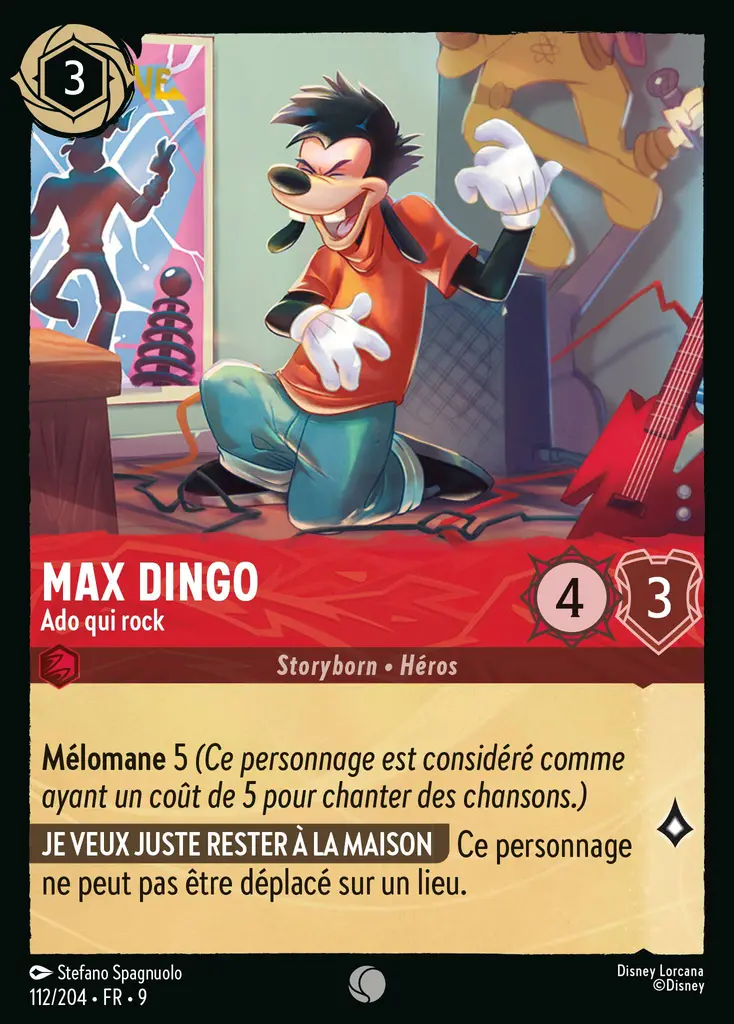 3
VE
MAX DINGO
Ado qui rock
4
3
Storyborn • Héros
Mélomane 5 (Ce personnage est considéré comme
ayant un coût de 5 pour chanter des chansons.)
JE VEUX JUSTE RESTER À LA MAISON Ce personnage
ne peut pas être déplacé sur un lieu.
Stefano Spagnuolo
Disney Lorcana
112/204 • FR • 9
©Disney